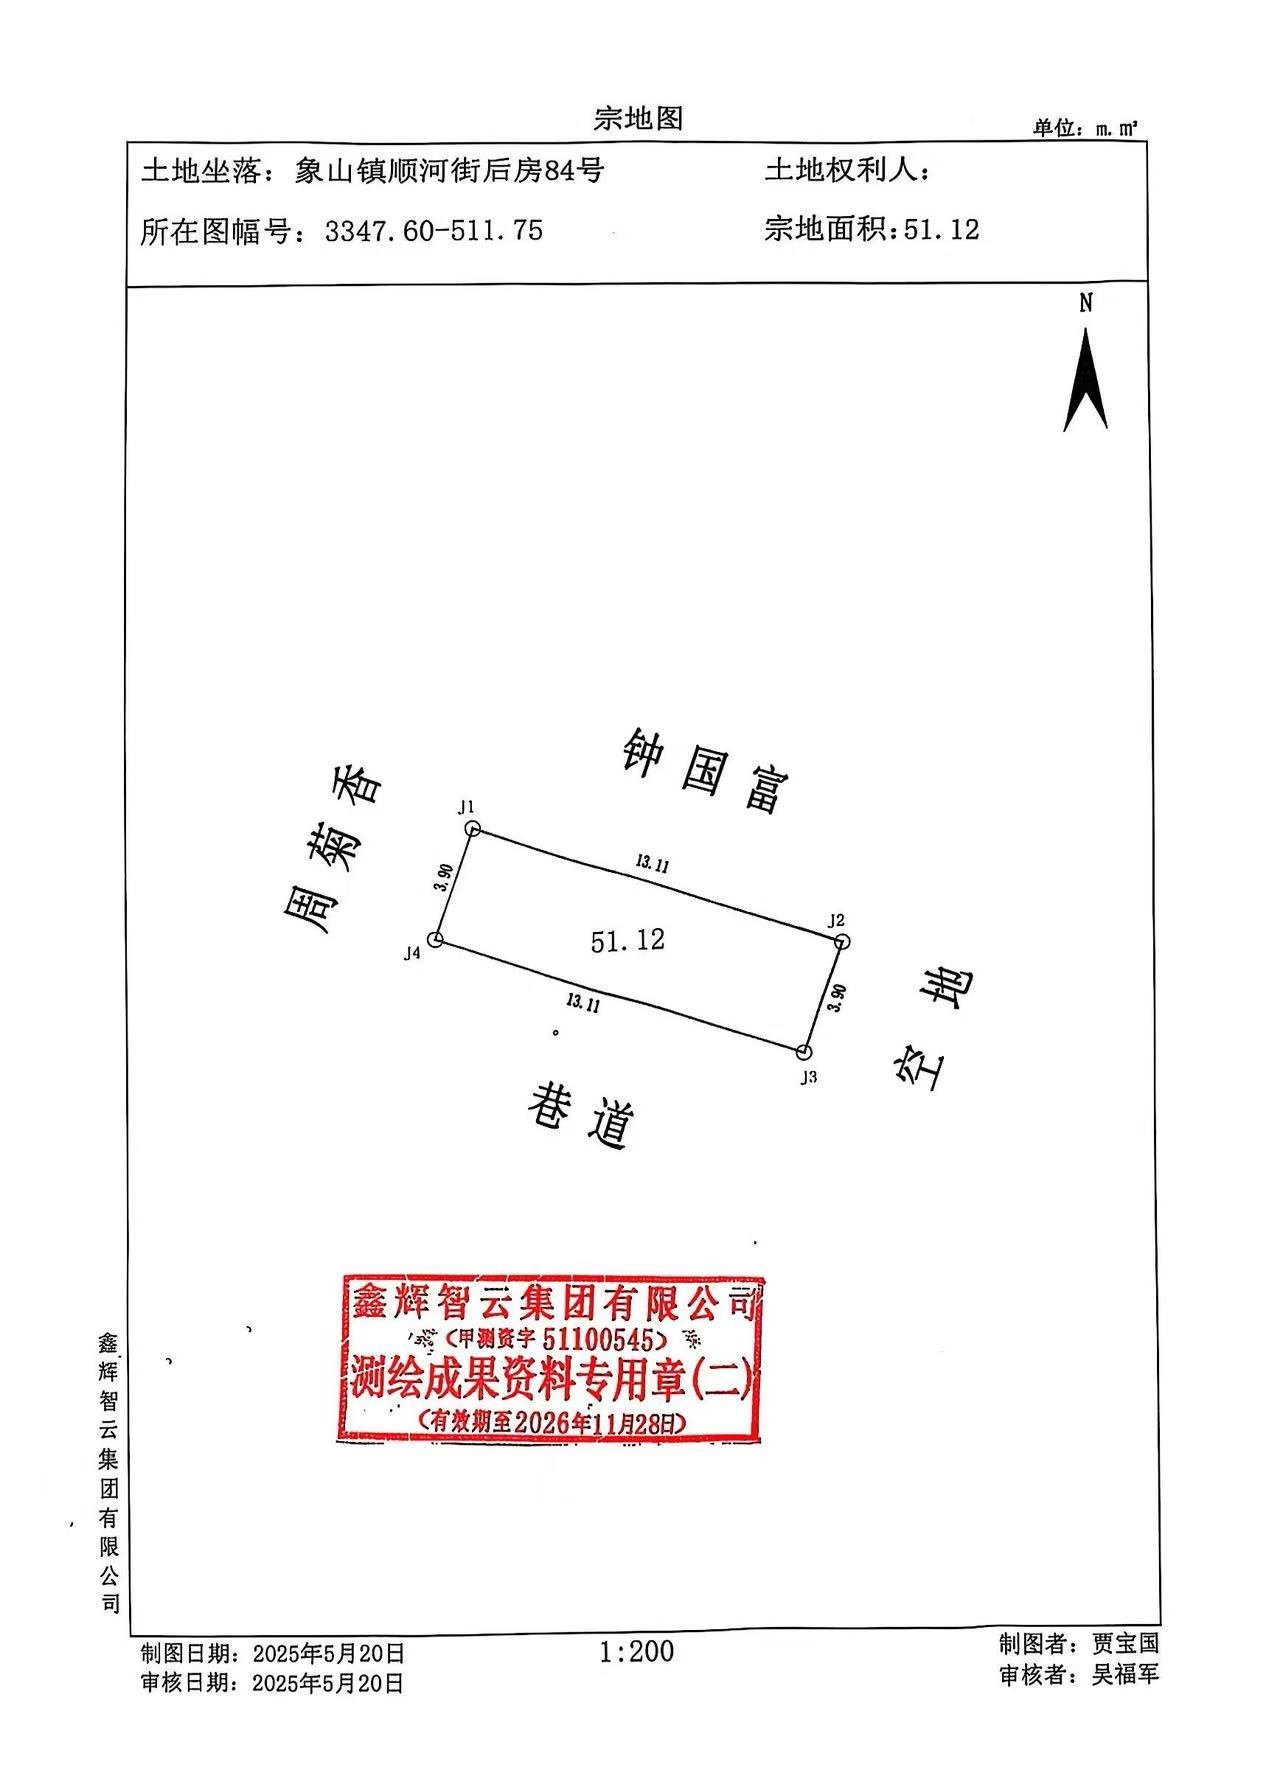 宗地图
单位：m.m²
土地坐落：象山镇顺河街后房84号
土地权利人：
所在图幅号：3347.60-511.75
宗地面积:51.12
N
钟国富
周菊香
J1
13.11
3.90
J2
51.12
J4
13.11
3.90
J3
空地
巷道
鑫辉智云集团有限公司
（甲测资字51100545）
测绘成果资料专用章(二)
（有效期至2026年11月28日）
鑫辉智云集团有限公司
制图日期：2025年5月20日
1:200
制图者：贾宝国
审核日期：2025年5月20日
审核者：吴福军